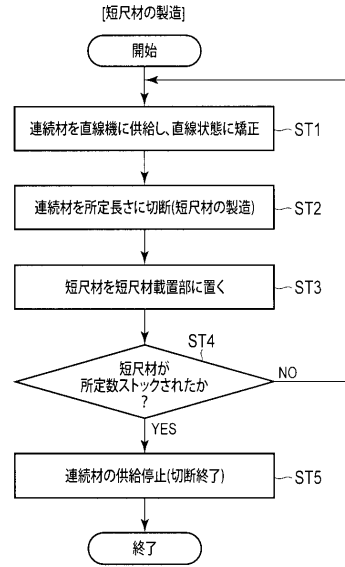 [短尺材の製造]
開始
連続材を直線機に供給し、直線状態に矯正
ST1
連続材を所定長さに切断(短尺材の製造)
ST2
短尺材を短尺材載置部に置く
ST3
ST4
短尺材が
所定数ストックされたか
?
NO
YES
連続材の供給停止(切断終了)
ST5
終了